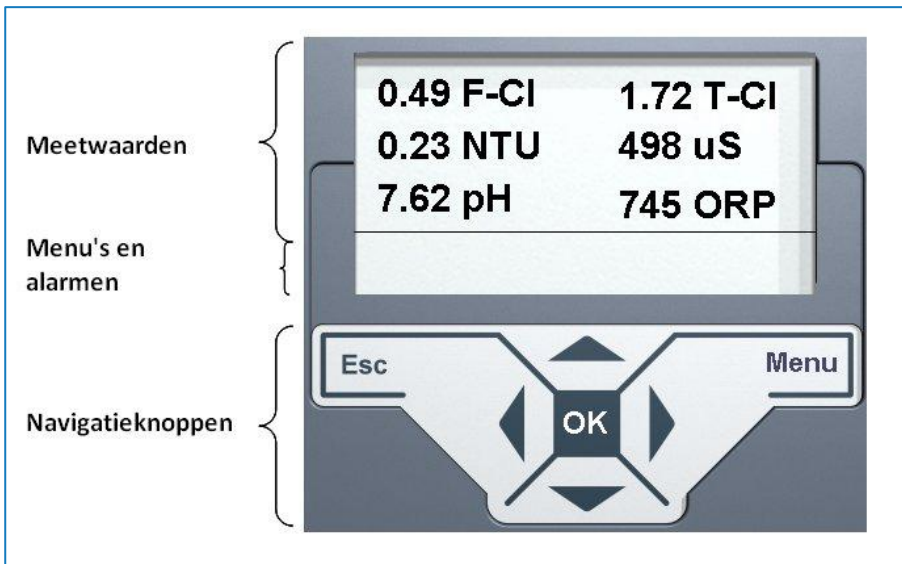 Meetwaarden
0.49 F-Cl 1.72 T-Cl
0.23 NTU 498 uS
7.62 pH 745 ORP
Menu's en
alarmen
Navigatieknoppen
Esc
Menu
OK